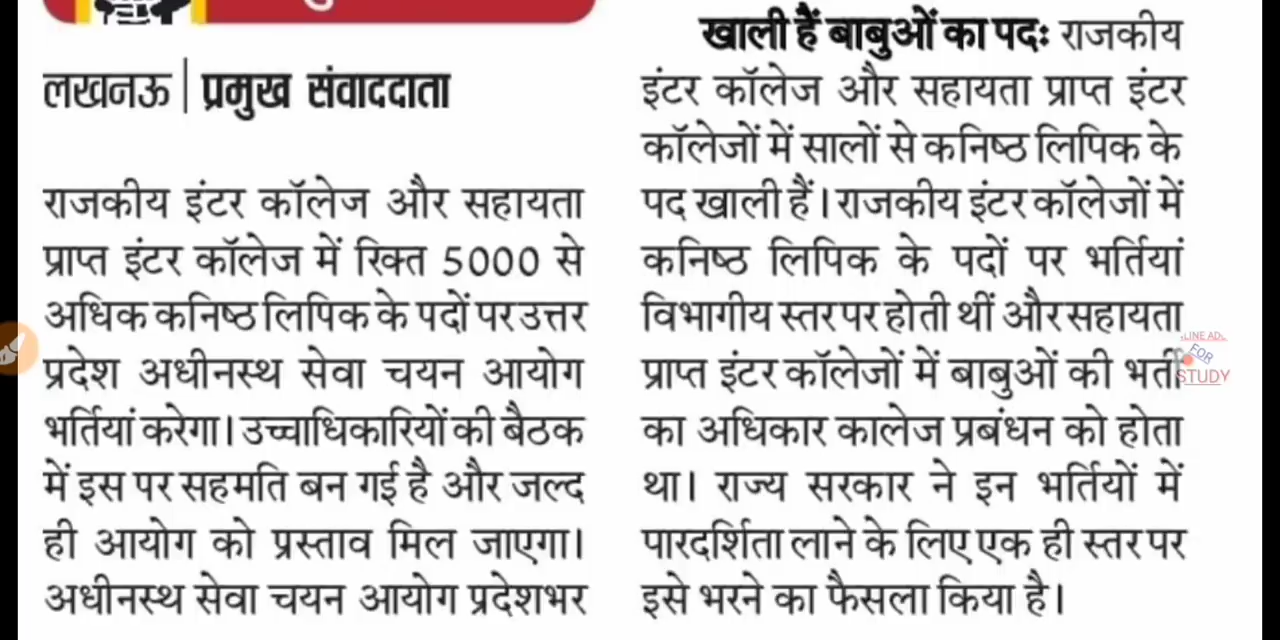 लखनऊ | प्रमुख संवाददाता
राजकीय इंटर कॉलेज और सहायता
प्राप्त इंटर कॉलेज में रिक्त 5000 से
अधिक कनिष्ठ लिपिक के पदों पर उत्तर
प्रदेश अधीनस्थ सेवा चयन आयोग
भर्तियां करेगा। उच्चाधिकारियों की बैठक
में इस पर सहमति बन गई है और जल्द
ही आयोग को प्रस्ताव मिल जाएगा।
अधीनस्थ सेवा चयन आयोग प्रदेशभर
खाली हैं बाबुओं का पदः राजकीय
इंटर कॉलेज और सहायता प्राप्त इंटर
कॉलेजों में सालों से कनिष्ठ लिपिक के
पद खाली हैं। राजकीय इंटर कॉलेजों में
कनिष्ठ लिपिक के पदों पर भर्तियां
विभागीय स्तर पर होती थीं और सहायता
प्राप्त इंटर कॉलेजों में बाबुओं की भर्ती
का अधिकार कालेज प्रबंधन को होता
था। राज्य सरकार ने इन भर्तियों में
पारदर्शिता लाने के लिए एक ही स्तर पर
इसे भरने का फैसला किया है।
FOR
STUDY